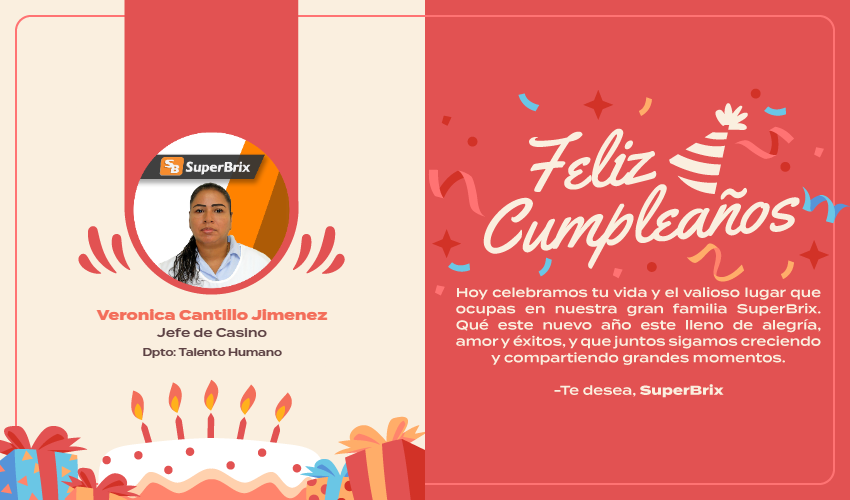 SB SuperBrix
Veronica Cantillo Jimenez
Jefe de Casino
Dpto: Talento Humano
Feliz
Cumpleaños
Hoy celebramos tu vida y el valioso lugar que
ocupas en nuestra gran familia SuperBrix.
Qué este nuevo año este lleno de alegría,
amor y éxitos, y que juntos sigamos creciendo
y compartiendo grandes momentos.
-Te desea, SuperBrix